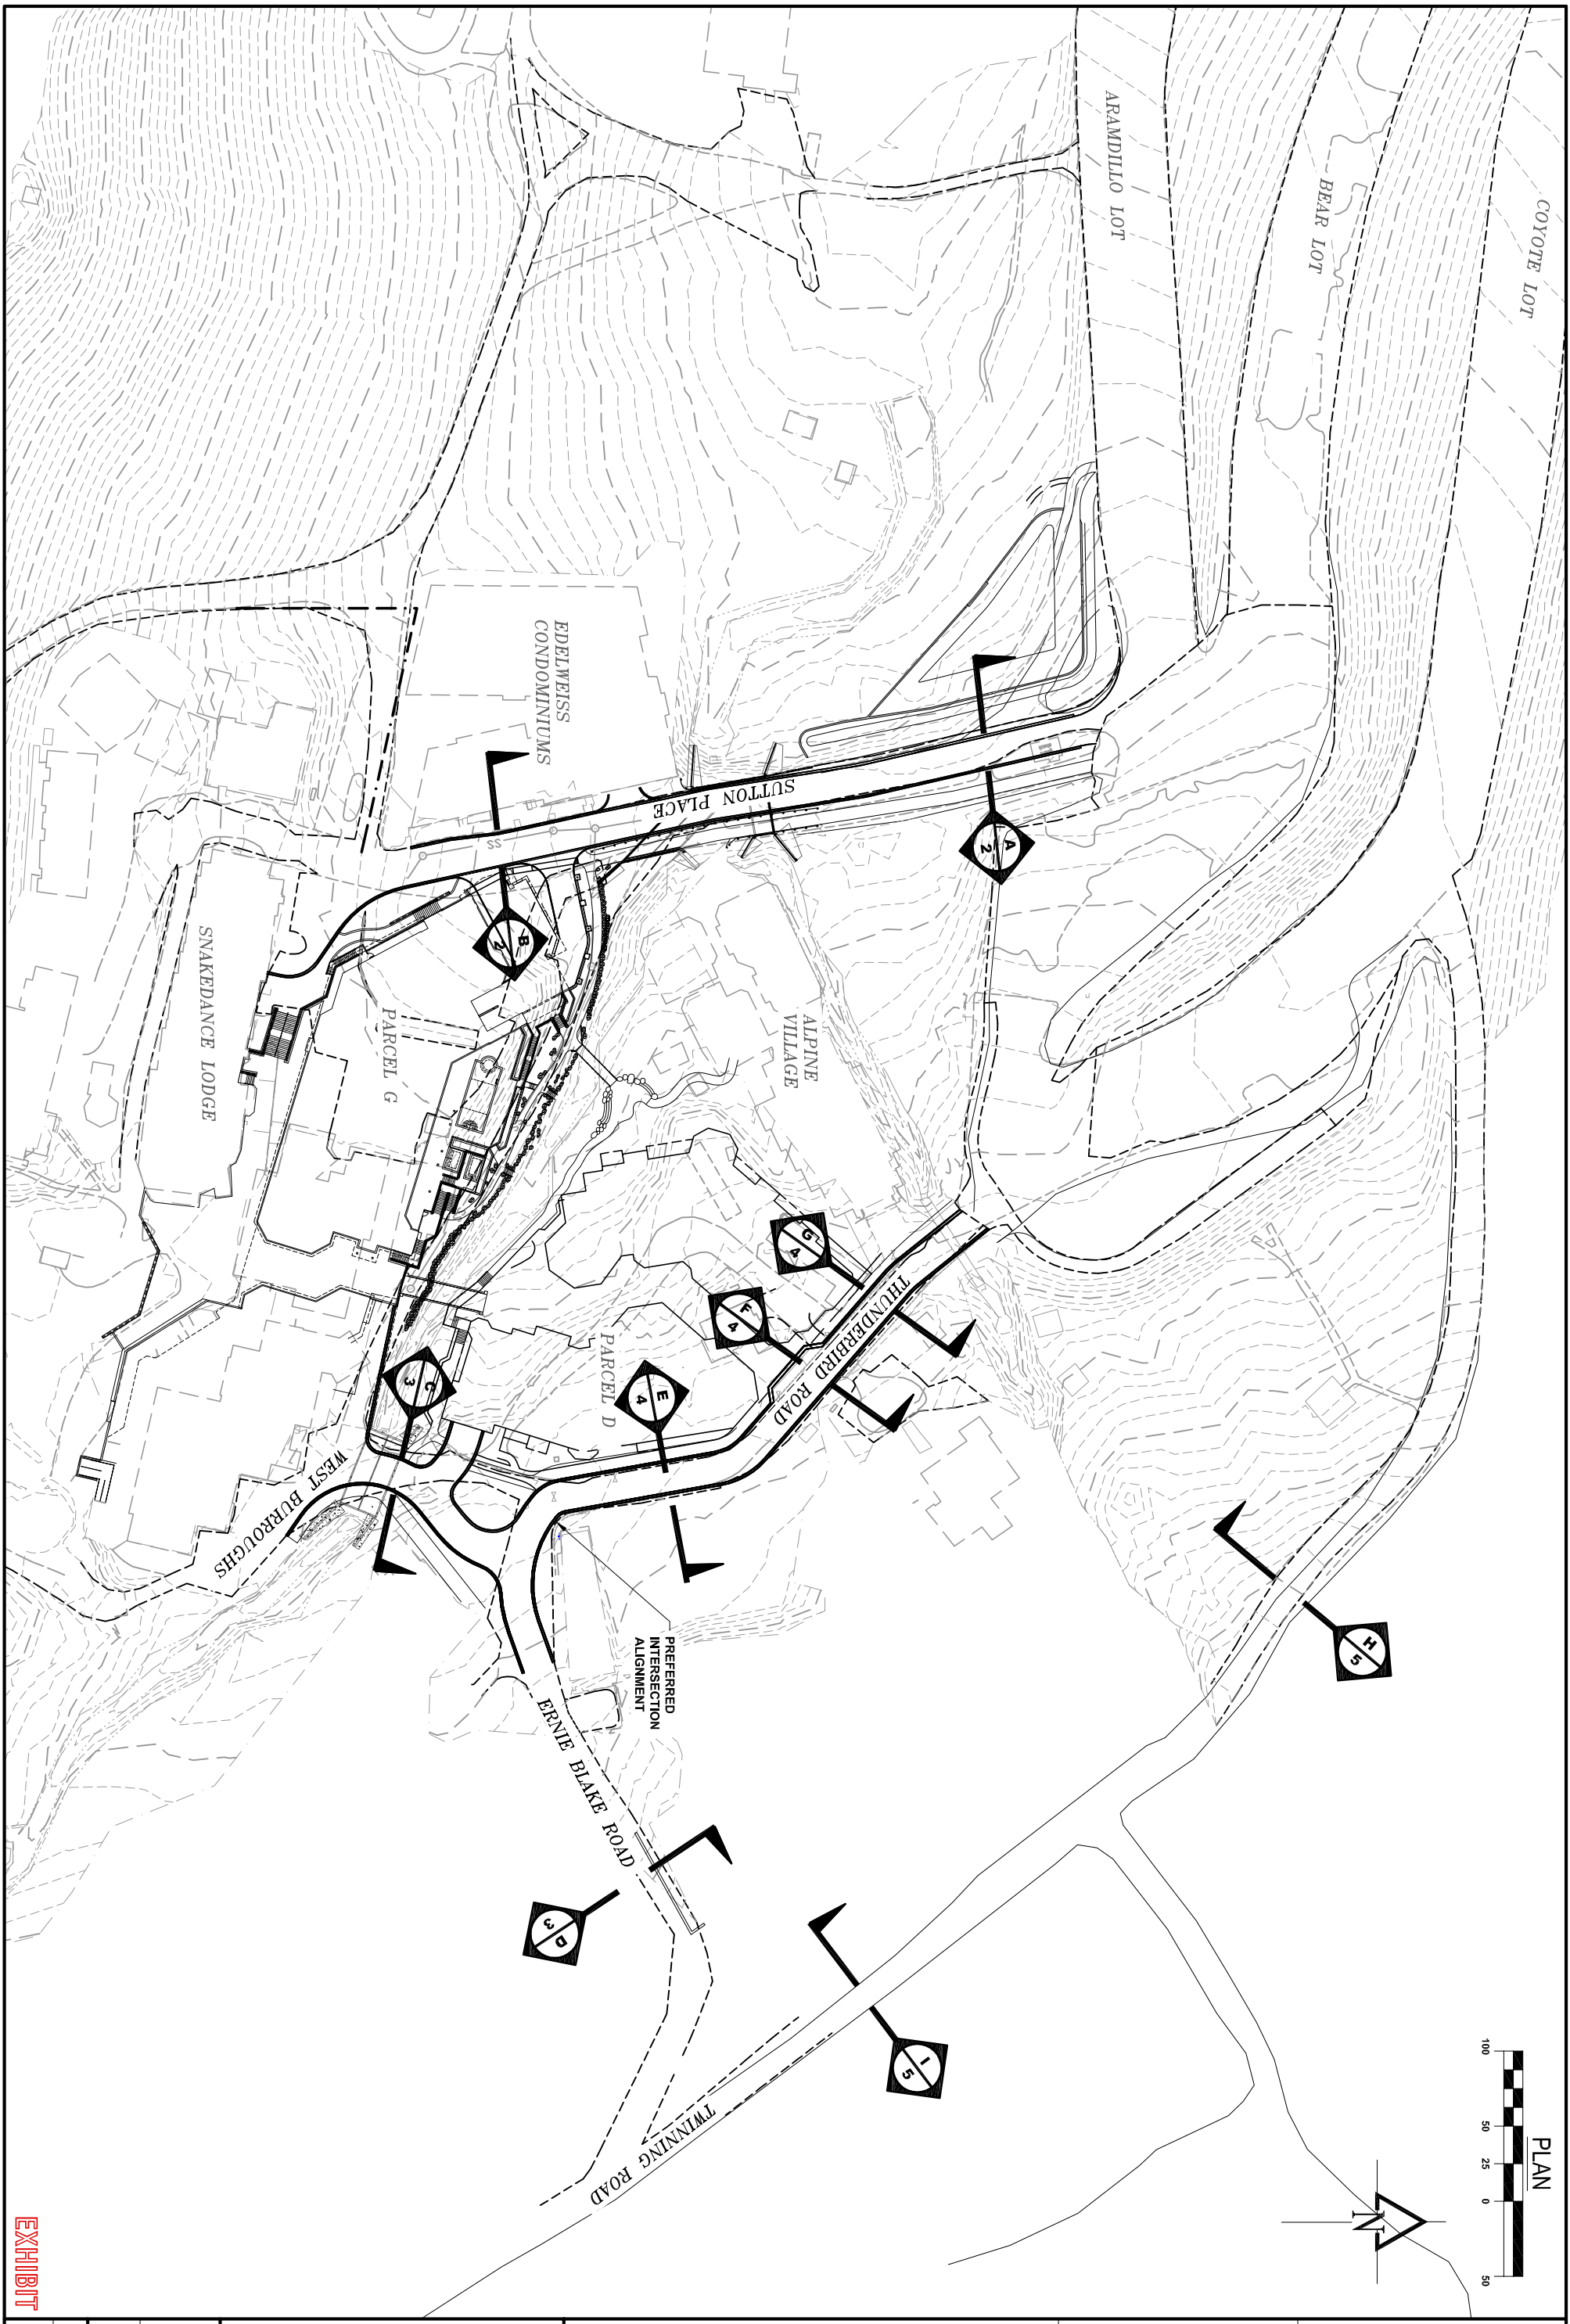 COYOTE LOT
BEAR LOT
ARAMDILLO LOT
PLAN
100
50
25
0
50
N
EDELWEISS
CONDOMINIUMS
SUTTON PLACE
SS
A
2
B
2
ALPINE
VILLAGE
SNAKEDANCE LODGE
PARCEL G
G
4
F
4
THUNDERBIRD ROAD
E
4
PARCEL D
C
3
WEST BURROUGHS
H
5
PREFERRED
INTERSECTION
ALIGNMENT
ERNIE BLAKE ROAD
D
3
I
5
TWINNING ROAD
EXHIBIT